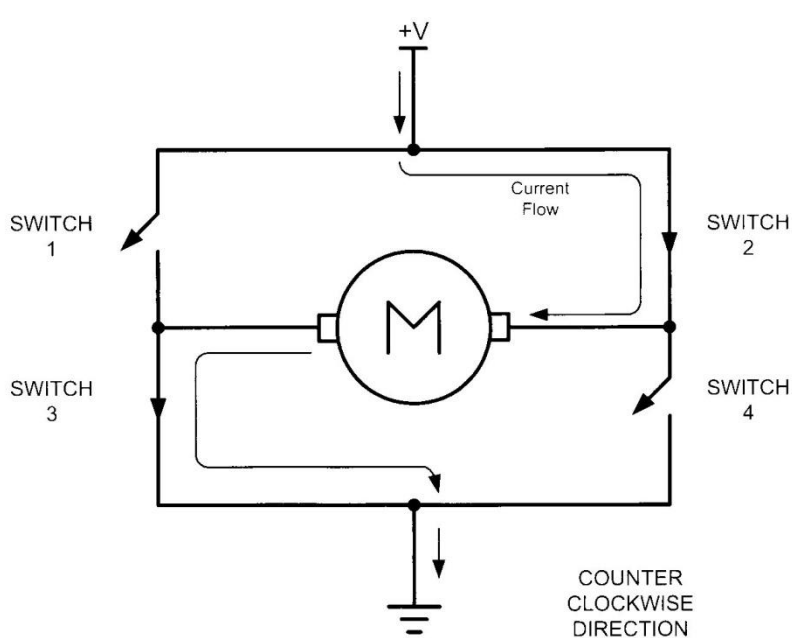 +V
Current
Flow
SWITCH
1
SWITCH
2
M
SWITCH
3
SWITCH
4
COUNTER
CLOCKWISE
DIRECTION